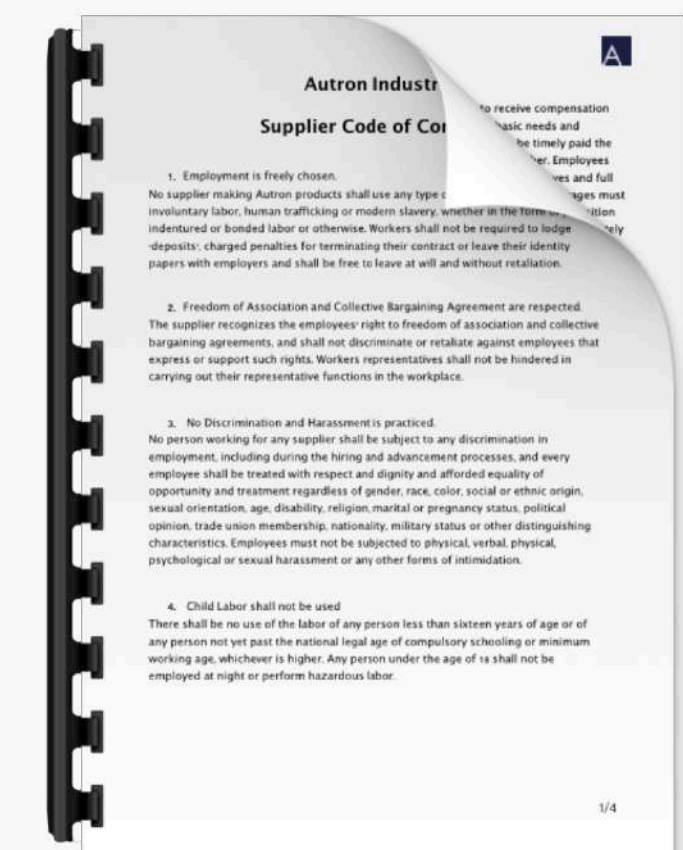 A
Autron Industr
Supplier Code of Con
to receive compensation
basic needs and
be timely paid the
her. Employees
ves and full
ages must
ition
ely
1. Employment is freely chosen.
No supplier making Autron products shall use any type
involuntary labor, human trafficking or modern slavery, whether in the form
indentured or bonded labor or otherwise. Workers shall not be required to lodge
'deposits', charged penalties for terminating their contract or leave their identity
papers with employers and shall be free to leave at will and without retaliation.
2. Freedom of Association and Collective Bargaining Agreement are respected.
The supplier recognizes the employees' right to freedom of association and collective
bargaining agreements, and shall not discriminate or retaliate against employees that
express or support such rights. Workers representatives shall not be hindered in
carrying out their representative functions in the workplace.
3. No Discrimination and Harassment is practiced.
No person working for any supplier shall be subject to any discrimination in
employment, including during the hiring and advancement processes, and every
employee shall be treated with respect and dignity and afforded equality of
opportunity and treatment regardless of gender, race, color, social or ethnic origin,
sexual orientation, age, disability, religion, marital or pregnancy status, political
opinion, trade union membership, nationality, military status or other distinguishing
characteristics. Employees must not be subjected to physical, verbal, physical,
psychological or sexual harassment or any other forms of intimidation.
4. Child Labor shall not be used
There shall be no use of the labor of any person less than sixteen years of age or of
any person not yet past the national legal age of compulsory schooling or minimum
working age, whichever is higher. Any person under the age of 18 shall not be
employed at night or perform hazardous labor.
1/4